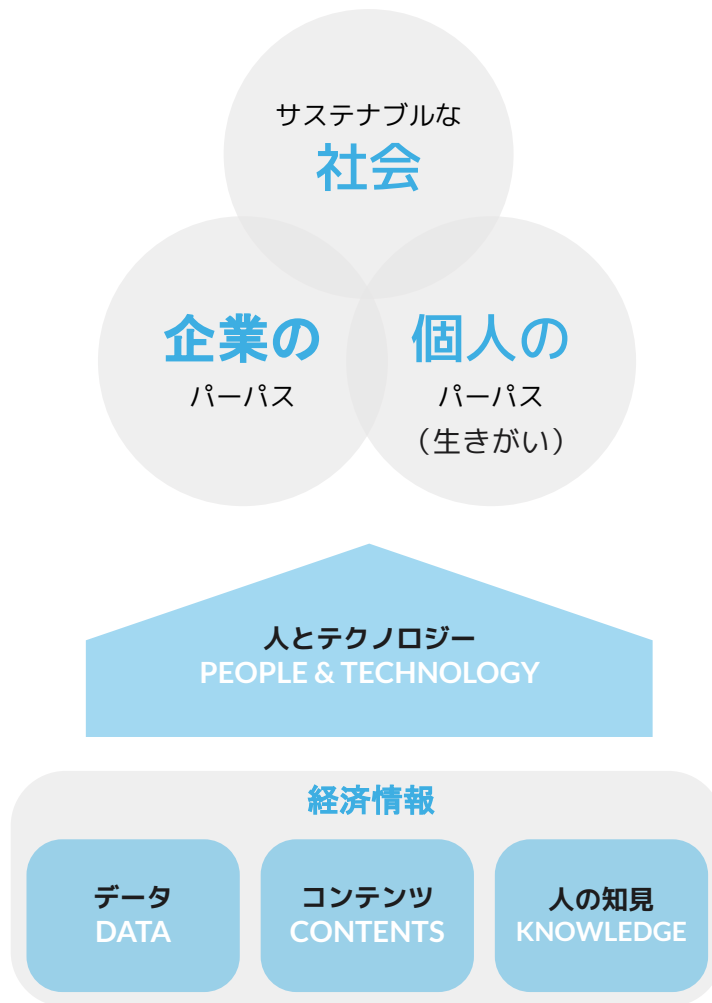 サステナブルな
社会
企業の
パーパス
個人の
パーパス
（生きがい）
人とテクノロジー
PEOPLE & TECHNOLOGY
経済情報
データ
DATA
コンテンツ
CONTENTS
人の知見
KNOWLEDGE